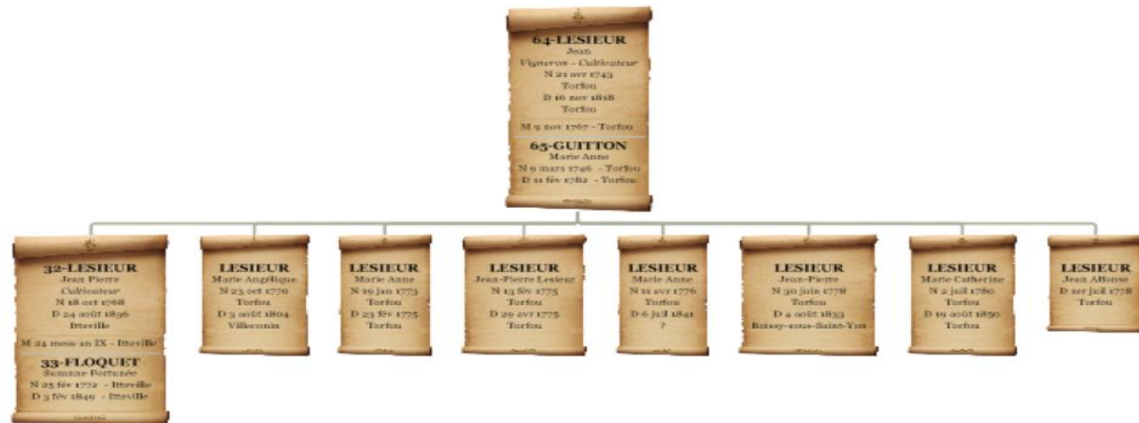 64-LESIEUR
Jean
Vigneron - Cultivateur
N 21 avr 1743
Torfou
D 16 nov 1818
Torfou
M 9 nov 1767 - Torfou
65-GUITTON
Marie Anne
N 9 mars 1746 - Torfou
D 11 fév 1782 - Torfou
32-LESIEUR
Jean Pierre
Cultivateur
N 18 oct 1768
D 24 août 1836
Itteville
M 24 mess an IX - Itteville
33-FLOQUET
Suzanne Fortunée
N 25 fév 1772 - Itteville
D 3 fév 1849 - Itteville
LESIEUR
Marie Angélique
N 23 oct 1770
Torfou
D 3 août 1804
Villeconin
LESIEUR
Marie Anne
N 19 jan 1773
Torfou
D 23 fév 1775
Torfou
LESIEUR
Jean-Pierre Lesieur
N 13 fév 1775
Torfou
D 29 avr 1775
Torfou
LESIEUR
Marie Anne
N 11 avr 1776
Torfou
D 6 juil 1841
?
LESIEUR
Jean-Pierre
N 30 juin 1778
Torfou
D 4 août 1833
Boissy-sous-Saint-Yon
LESIEUR
Marie Catherine
N 2 juil 1780
Torfou
D 19 août 1850
Torfou
LESIEUR
Jean Alfonse
D 1er juil 1778
Torfou